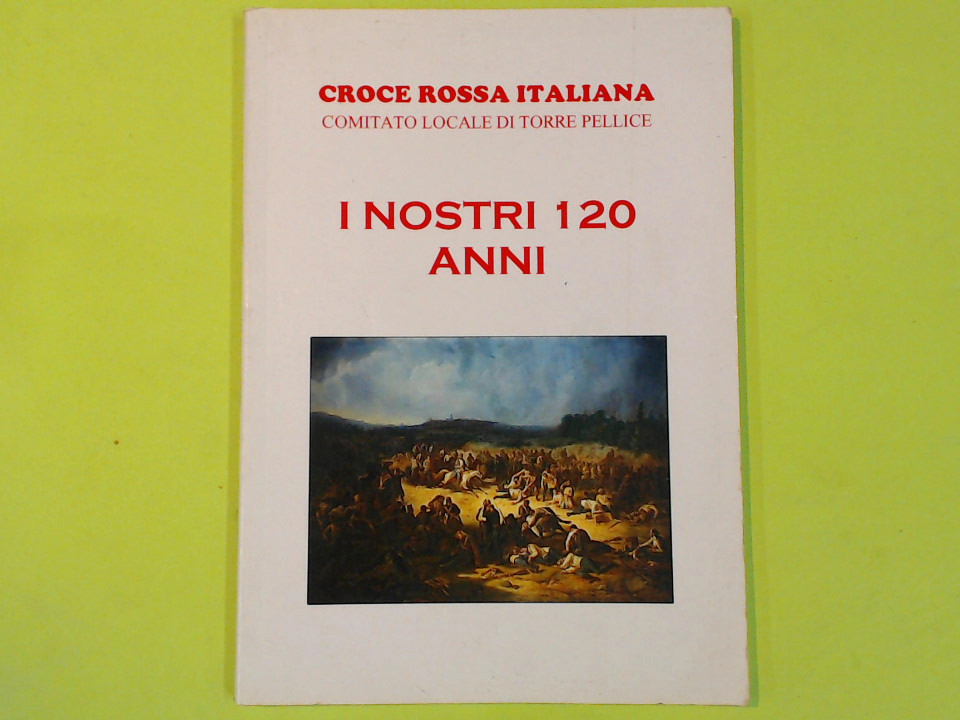 CROCE ROSSA ITALIANA
COMITATO LOCALE DI TORRE PELLICE
I NOSTRI 120
ANNI